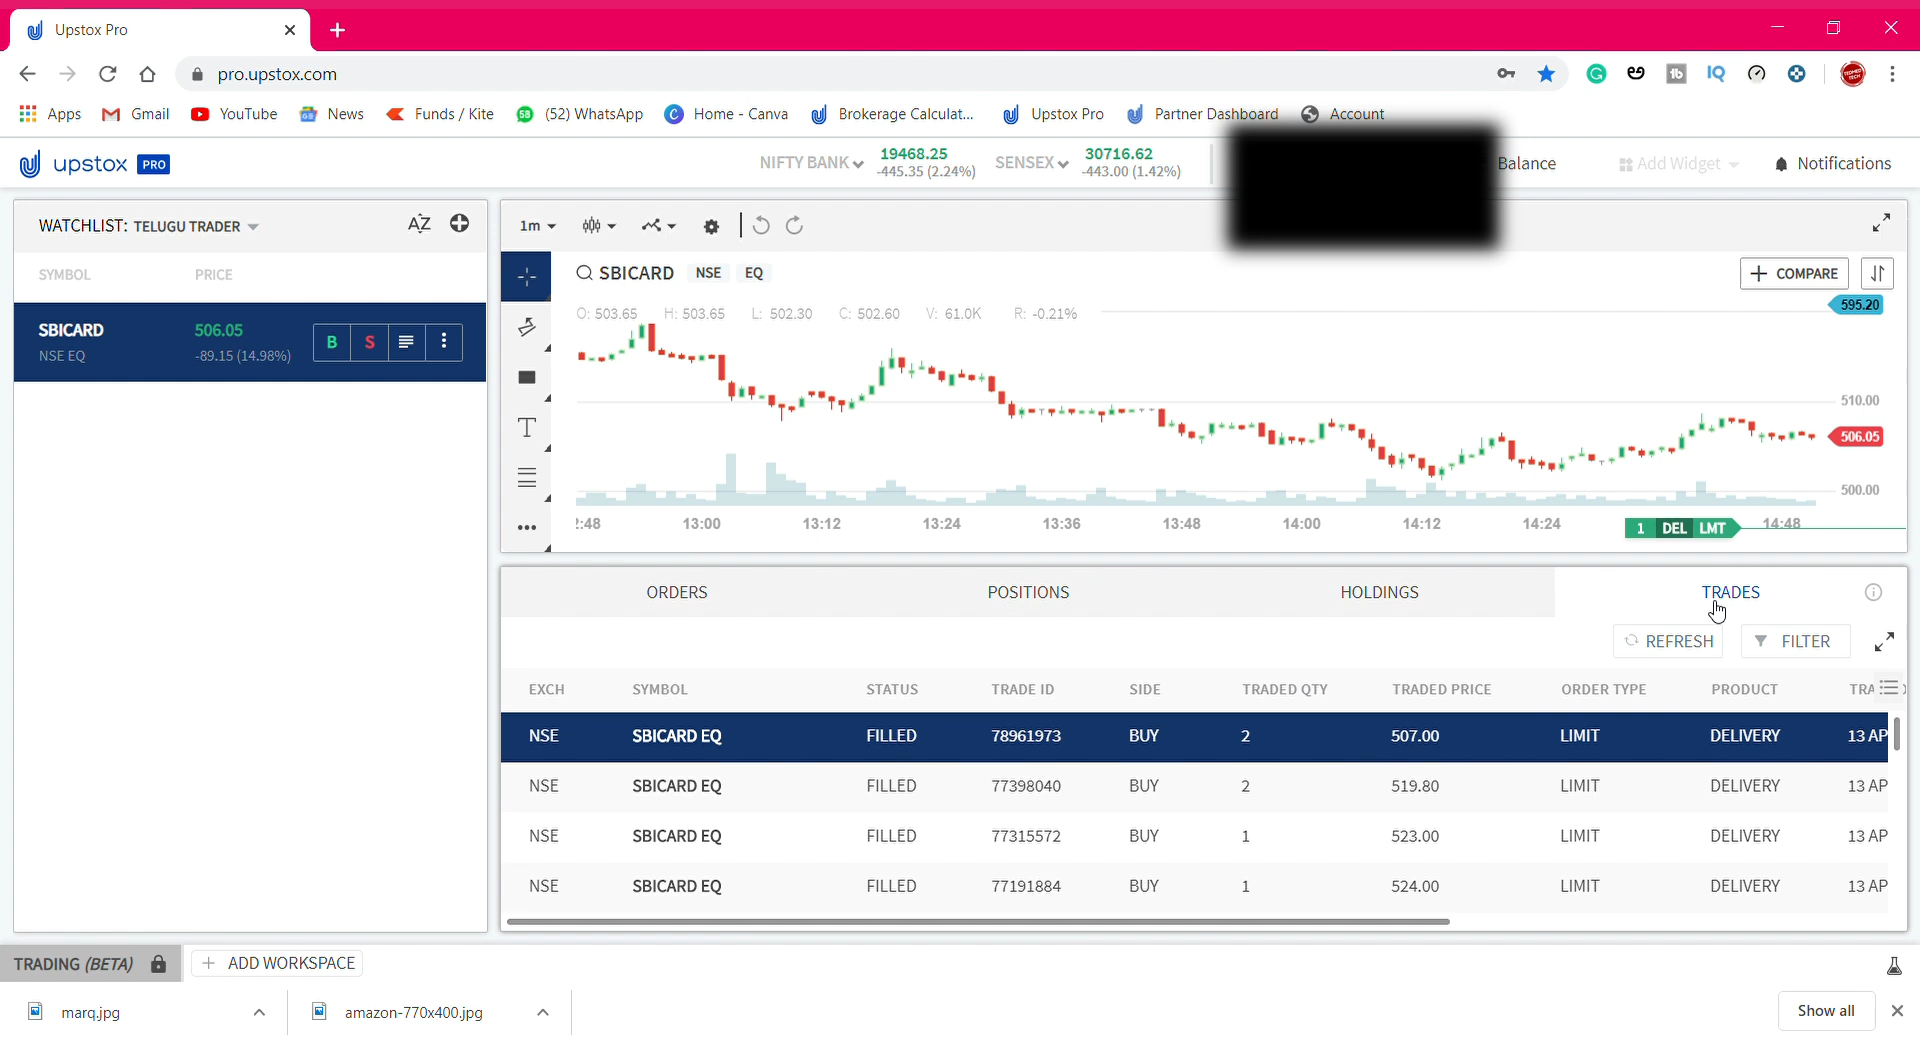 Upstox Pro
pro.upstox.com
Apps Gmail YouTube News Funds / Kite (52) WhatsApp Home - Canva Brokerage Calculat... Upstox Pro Partner Dashboard Account
upstox PRO
NIFTY BANK 19468.25 SENSEX 30716.62
-445.35 (2.24%) -443.00 (1.42%)
Balance Add Widget Notifications
WATCHLIST: TELUGU TRADER AZ
SYMBOL PRICE
SBICARD 506.05 B S
NSE EQ -89.15 (14.98%)
1m
SBICARD NSE EQ COMPARE
O: 503.65 H: 503.65 L: 502.30 C: 502.60 V: 61.0K R: -0.21%
595.20
510.00
506.05
500.00
T
2:48 13:00 13:12 13:24 13:36 13:48 14:00 14:12 14:24 14:48
1 DEL LMT
ORDERS POSITIONS HOLDINGS TRADES
REFRESH FILTER
EXCH SYMBOL STATUS TRADE ID SIDE TRADED QTY TRADED PRICE ORDER TYPE PRODUCT TRA
NSE SBICARD EQ FILLED 78961973 BUY 2 507.00 LIMIT DELIVERY 13 AP
NSE SBICARD EQ FILLED 77398040 BUY 2 519.80 LIMIT DELIVERY 13 AP
NSE SBICARD EQ FILLED 77315572 BUY 1 523.00 LIMIT DELIVERY 13 AP
NSE SBICARD EQ FILLED 77191884 BUY 1 524.00 LIMIT DELIVERY 13 AP
TRADING (BETA) ADD WORKSPACE
marq.jpg amazon-770x400.jpg Show all